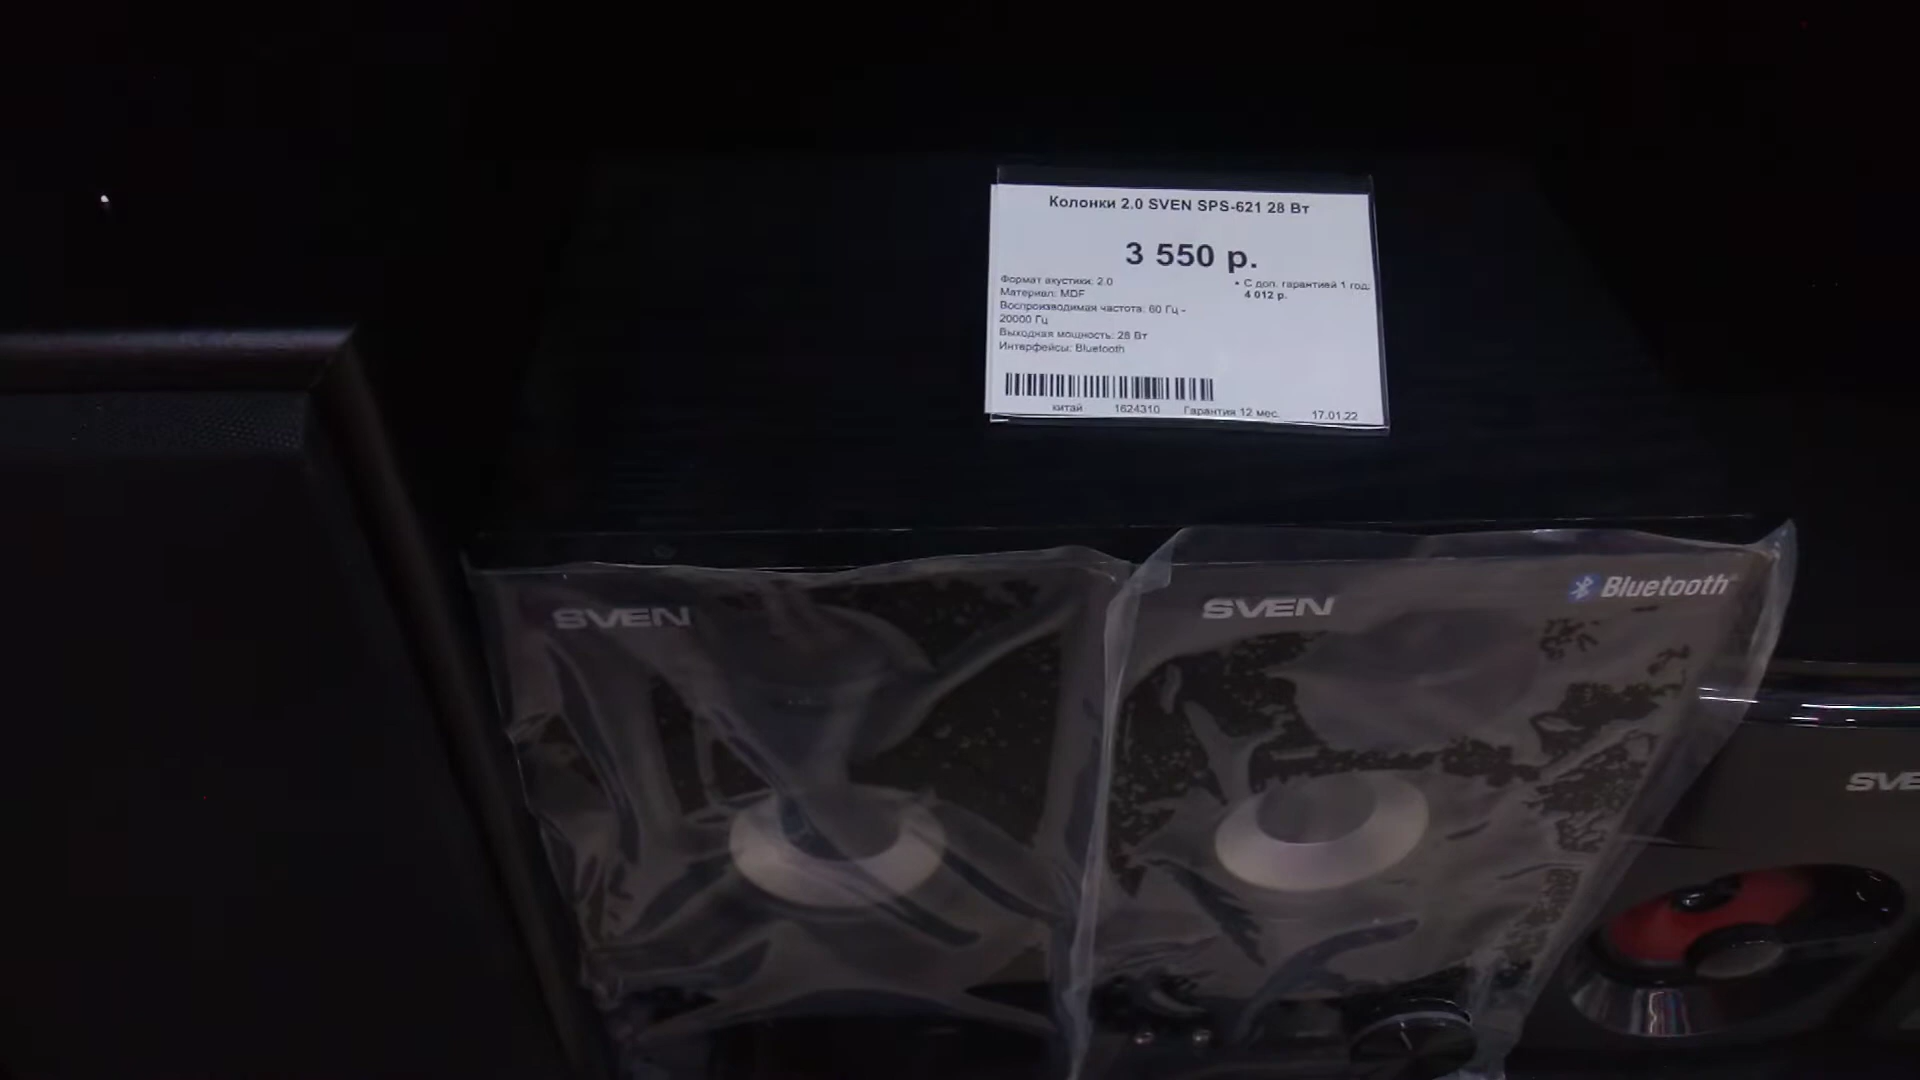 Колонки 2.0 SVEN SPS-621 28 Вт
3 550 р.
Формат акустики: 2.0
Материал: MDF
Воспроизводимая частота: 60 Гц -
20000 Гц
Выходная мощность: 28 Вт
Интерфейсы: Bluetooth
• С доп. гарантией 1 год:
4 012 р.
китай 1624310 Гарантия 12 мес. 17.01.22
SVEN
SVEN
Bluetooth
SVE